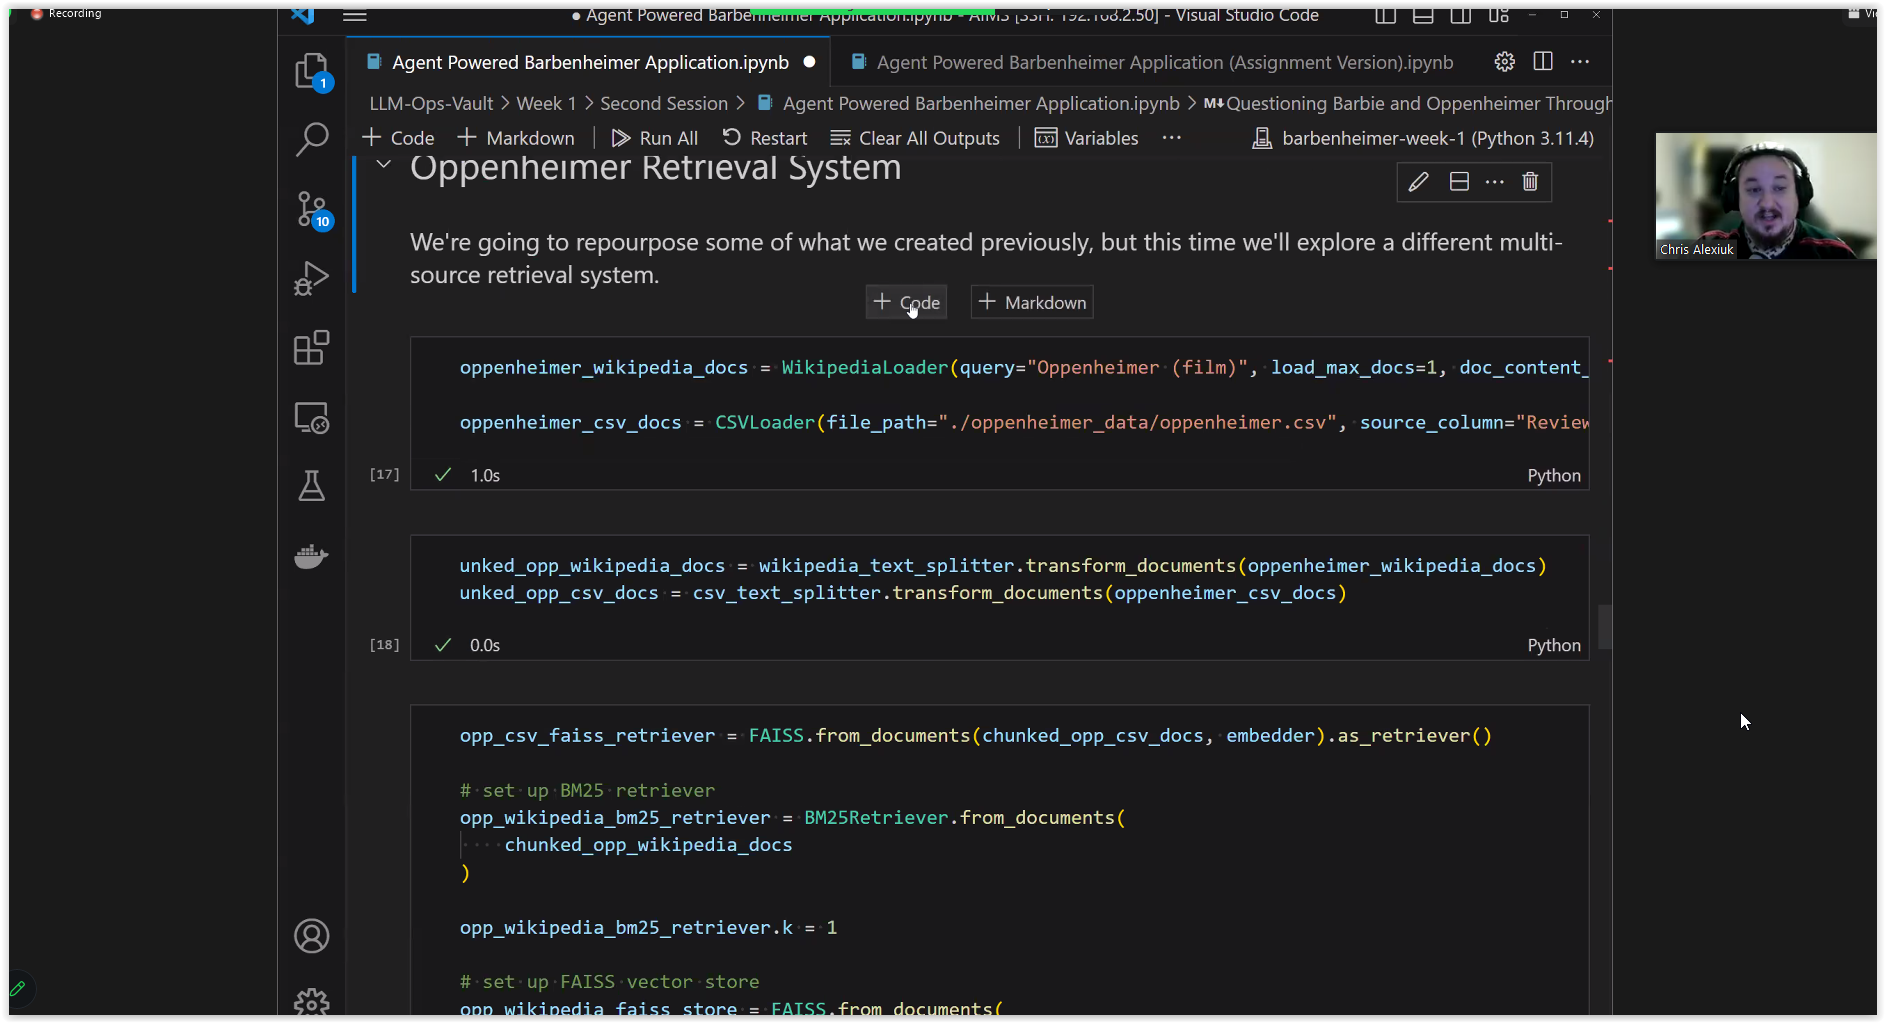 Recording
Agent Powered Barbenheimer Application.ipynb - AIMS [SSH: 192.168.2.50] - Visual Studio Code
Agent Powered Barbenheimer Application.ipynb
Agent Powered Barbenheimer Application (Assignment Version).ipynb
1
LLM-Ops-Vault > Week 1 > Second Session > Agent Powered Barbenheimer Application.ipynb > M↓Questioning Barbie and Oppenheimer Through
+ Code + Markdown Run All Restart Clear All Outputs (x) Variables ··· barbenheimer-week-1 (Python 3.11.4)
Oppenheimer Retrieval System
10
We're going to repourpose some of what we created previously, but this time we'll explore a different multi-
source retrieval system.
Chris Alexiuk
+ Code + Markdown
oppenheimer_wikipedia_docs = WikipediaLoader(query="Oppenheimer (film)", load_max_docs=1, doc_content_
oppenheimer_csv_docs = CSVLoader(file_path="./oppenheimer_data/oppenheimer.csv", source_column="Review
[17] ✓ 1.0s Python
unked_opp_wikipedia_docs = wikipedia_text_splitter.transform_documents(oppenheimer_wikipedia_docs)
unked_opp_csv_docs = csv_text_splitter.transform_documents(oppenheimer_csv_docs)
[18] ✓ 0.0s Python
opp_csv_faiss_retriever = FAISS.from_documents(chunked_opp_csv_docs, embedder).as_retriever()
# set up BM25 retriever
opp_wikipedia_bm25_retriever = BM25Retriever.from_documents(
chunked_opp_wikipedia_docs
)
opp_wikipedia_bm25_retriever.k = 1
# set up FAISS vector store
opp_wikipedia_faiss_store = FAISS.from_documents(